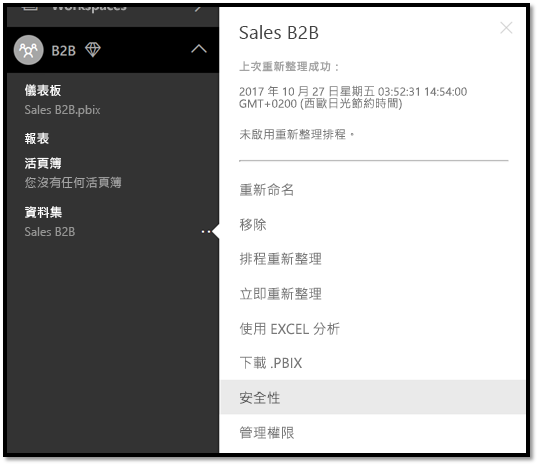 Workspaces
B2B
儀表板
Sales B2B.pbix
報表
活頁簿
您沒有任何活頁簿
資料集
Sales B2B
Sales B2B
上次重新整理成功：
2017 年 10 月 27 日星期五 03:52:31 14:54:00
GMT+0200 (西歐日光節約時間)
未啟用重新整理排程。
重新命名
移除
排程重新整理
立即重新整理
使用 EXCEL 分析
下載 .PBIX
安全性
管理權限